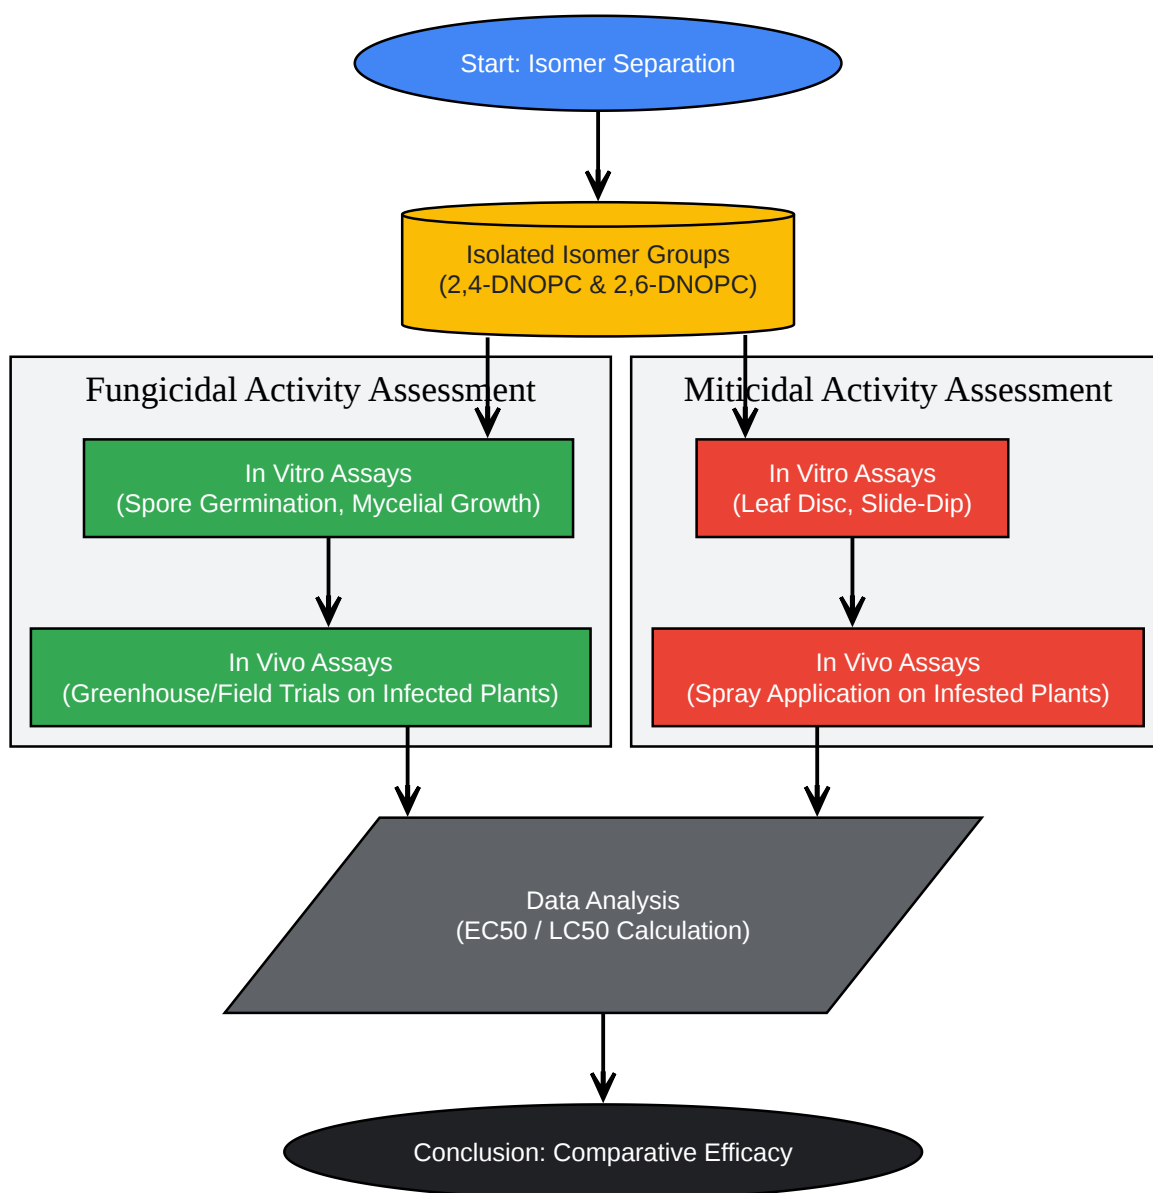 Start: Isomer Separation
Isolated Isomer Groups
(2,4-DNOPC & 2,6-DNOPC)
Fungicidal Activity Assessment
In Vitro Assays
(Spore Germination, Mycelial Growth)
In Vivo Assays
(Greenhouse/Field Trials on Infected Plants)
Miticidal Activity Assessment
In Vitro Assays
(Leaf Disc, Slide-Dip)
In Vivo Assays
(Spray Application on Infested Plants)
Data Analysis
(EC50 / LC50 Calculation)
Conclusion: Comparative Efficacy